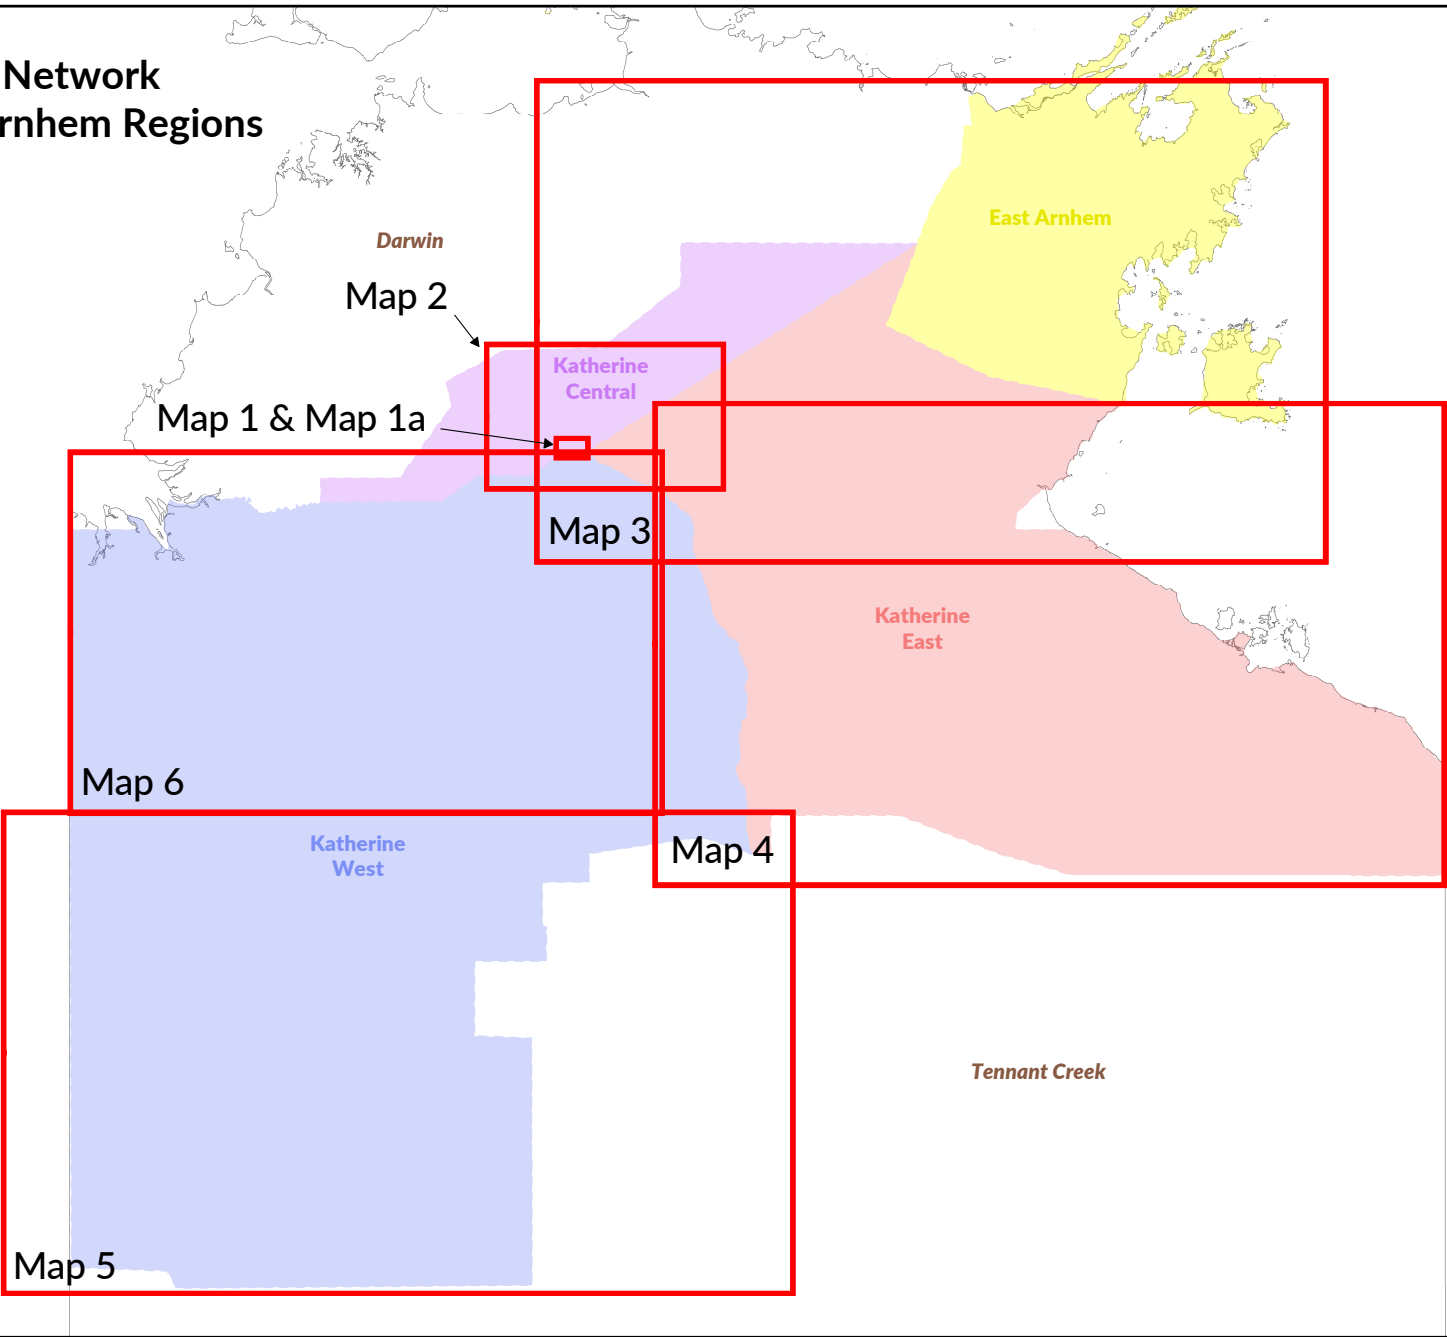 Network
rnhem Regions
East Arnhem
Darwin
Map 2
Katherine
Central
Map 1 & Map 1a
Map 3
Katherine
East
Map 6
Katherine
West
Map 4
Tennant Creek
Map 5